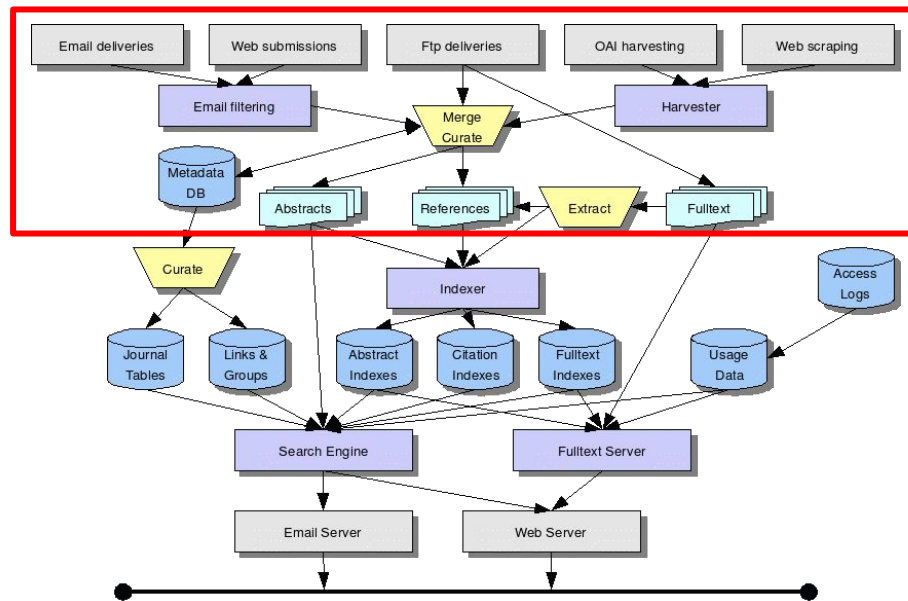 Email deliveries
Web submissions
Ftp deliveries
OAI harvesting
Web scraping
Email filtering
Merge
Curate
Harvester
Metadata
DB
Abstracts
References
Extract
Fulltext
Curate
Indexer
Access
Logs
Journal
Tables
Links &
Groups
Abstract
Indexes
Citation
Indexes
Fulltext
Indexes
Usage
Data
Search Engine
Fulltext Server
Email Server
Web Server